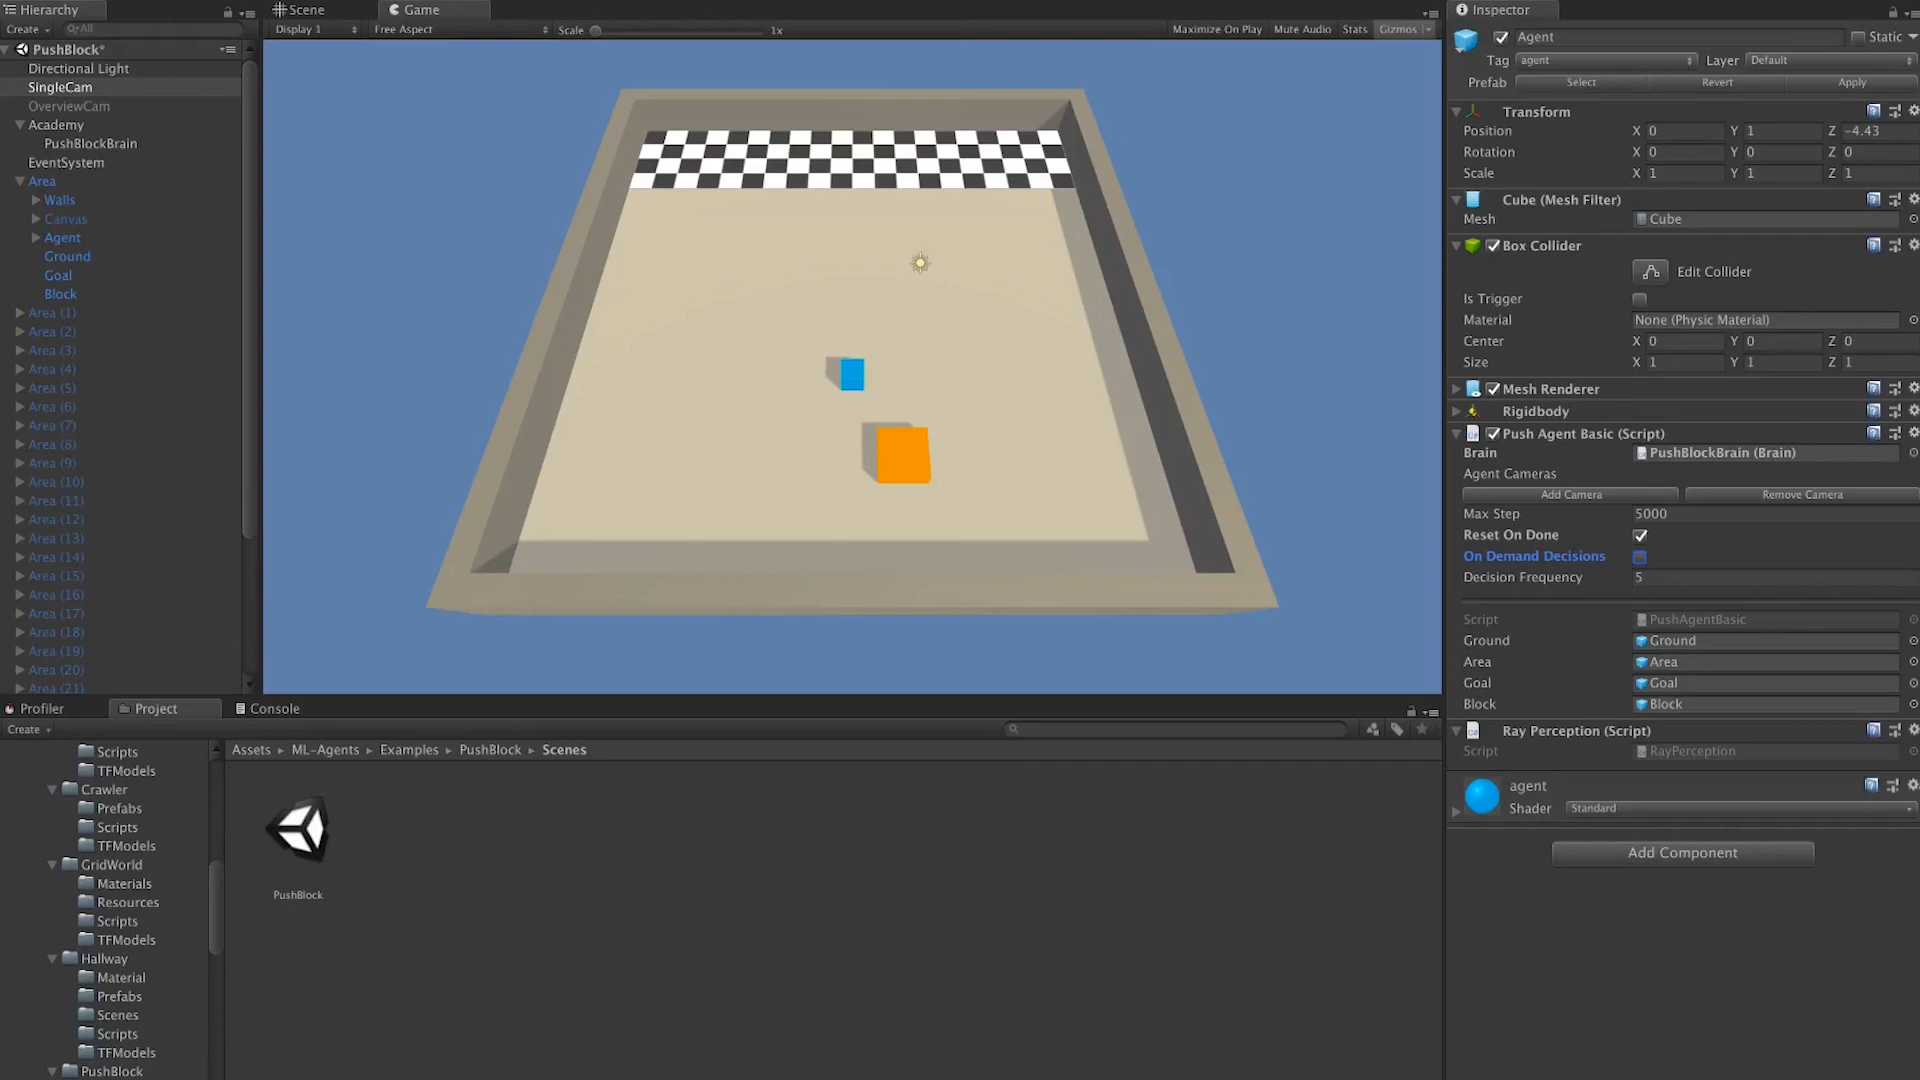 Hierarchy
Create
All
PushBlock*
Directional Light
SingleCam
OverviewCam
Academy
PushBlockBrain
EventSystem
Area
Walls
Canvas
Agent
Ground
Goal
Block
Area (1)
Area (2)
Area (3)
Area (4)
Area (5)
Area (6)
Area (7)
Area (8)
Area (9)
Area (10)
Area (11)
Area (12)
Area (13)
Area (14)
Area (15)
Area (16)
Area (17)
Area (18)
Area (19)
Area (20)
Area (21)
Scene Game
Display 1 Free Aspect Scale 1x Maximize On Play Mute Audio Stats Gizmos
Inspector
Agent Static
Tag agent Layer Default
Prefab Select Revert Apply
Transform
Position X 0 Y 1 Z -4.43
Rotation X 0 Y 0 Z 0
Scale X 1 Y 1 Z 1
Cube (Mesh Filter)
Mesh Cube
Box Collider
Edit Collider
Is Trigger
Material None (Physic Material)
Center X 0 Y 0 Z 0
Size X 1 Y 1 Z 1
Mesh Renderer
Rigidbody
Push Agent Basic (Script)
Brain PushBlockBrain (Brain)
Agent Cameras
Add Camera Remove Camera
Max Step 5000
Reset On Done
On Demand Decisions
Decision Frequency 5
Script PushAgentBasic
Ground Ground
Area Area
Goal Goal
Block Block
Ray Perception (Script)
Script RayPerception
agent
Shader Standard
Add Component
Profiler Project Console
Create
Scripts
TFModels
Crawler
Prefabs
Scripts
TFModels
GridWorld
Materials
Resources
Scripts
TFModels
Hallway
Material
Prefabs
Scenes
Scripts
TFModels
PushBlock
Assets ▸ ML-Agents ▸ Examples ▸ PushBlock ▸ Scenes
PushBlock